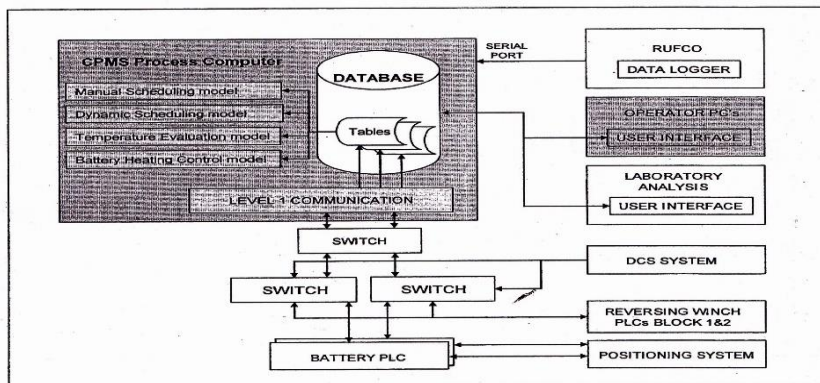 CPMS Process Computer
Manual Scheduling model
Dynamic Scheduling model
Temperature Evaluation model
Battery Heating Control model
DATABASE
Tables
LEVEL 1 COMMUNICATION
SERIAL
PORT
RUFCO
DATA LOGGER
OPERATOR PC's
USER INTERFACE
LABORATORY
ANALYSIS
USER INTERFACE
SWITCH
SWITCH
SWITCH
DCS SYSTEM
REVERSING WINCH
PLCs BLOCK 1&2
BATTERY PLC
POSITIONING SYSTEM